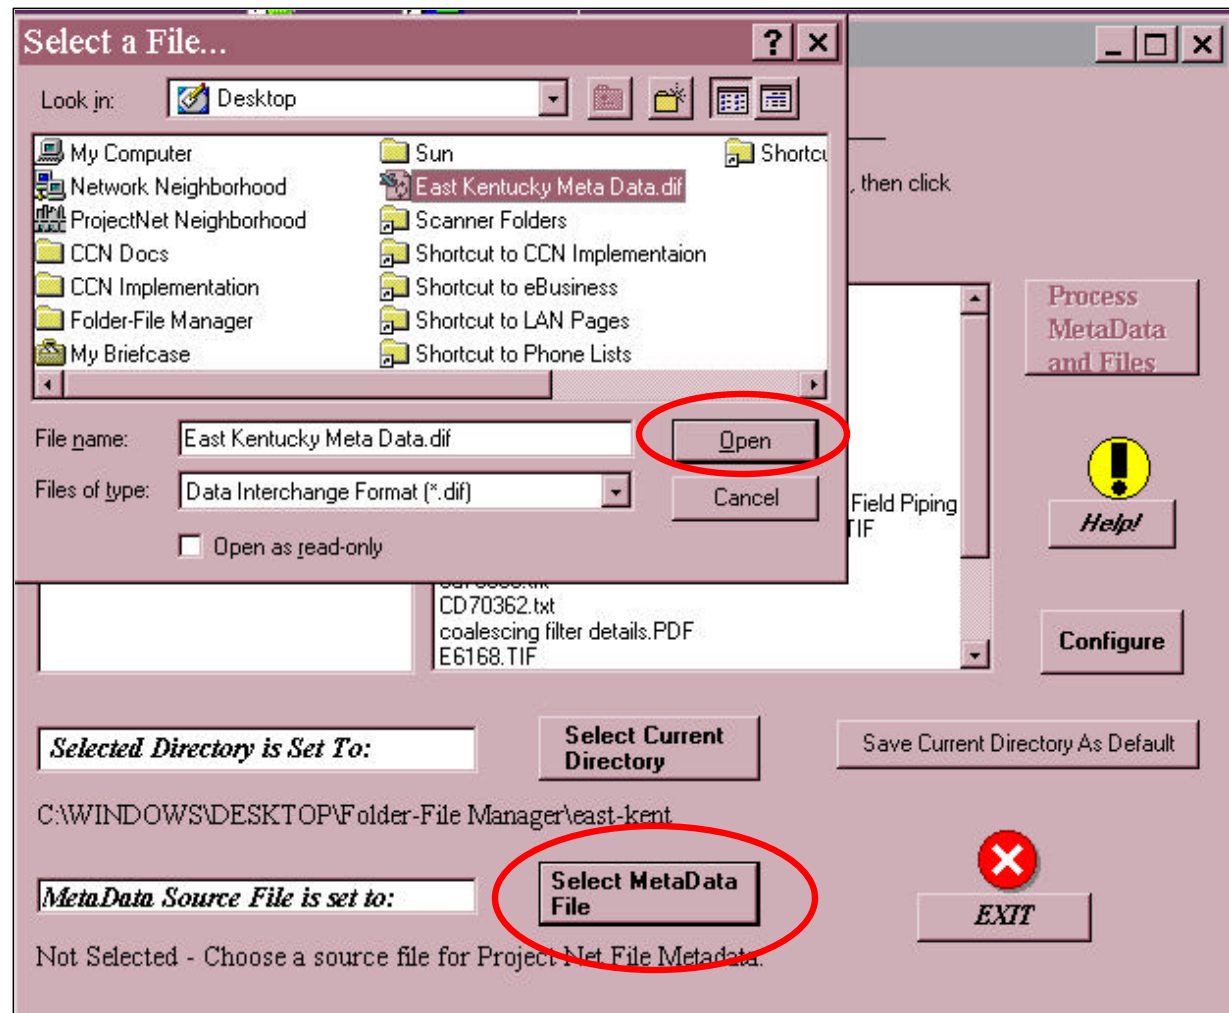 Select a File...
Look in:
Desktop
My Computer
Network Neighborhood
ProjectNet Neighborhood
CCN Docs
CCN Implementation
Folder-File Manager
My Briefcase
Sun
East Kentucky Meta Data.dif
Scanner Folders
Shortcut to CCN Implementaion
Shortcut to eBusiness
Shortcut to LAN Pages
Shortcut to Phone Lists
File name:
East Kentucky Meta Data.dif
Open
Files of type:
Data Interchange Format (*.dif)
Cancel
Open as read-only
, then click
Process
MetaData
and Files
Field Piping
TIF
Help!
CD70362.txt
coalescing filter details.PDF
E6168.TIF
Configure
Selected Directory is Set To:
Select Current
Directory
Save Current Directory As Default
C:\WINDOWS\DESKTOP\Folder-File Manager\east-kent
MetaData Source File is set to:
Select MetaData
File
EXIT
Not Selected - Choose a source file for Project Net File Metadata.